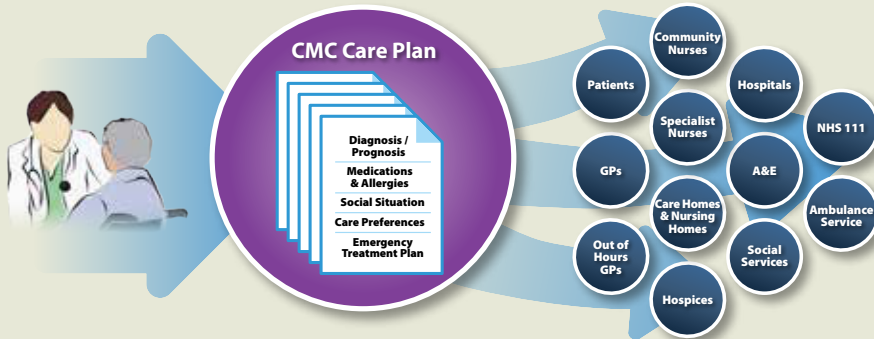 CMC Care Plan
Diagnosis /
Prognosis
Medications
& Allergies
Social Situation
Care Preferences
Emergency
Treatment Plan
Community
Nurses
Patients
Hospitals
Specialist
Nurses
NHS 111
GPs
A&E
Care Homes
& Nursing
Homes
Ambulance
Service
Out of
Hours
GPs
Social
Services
Hospices